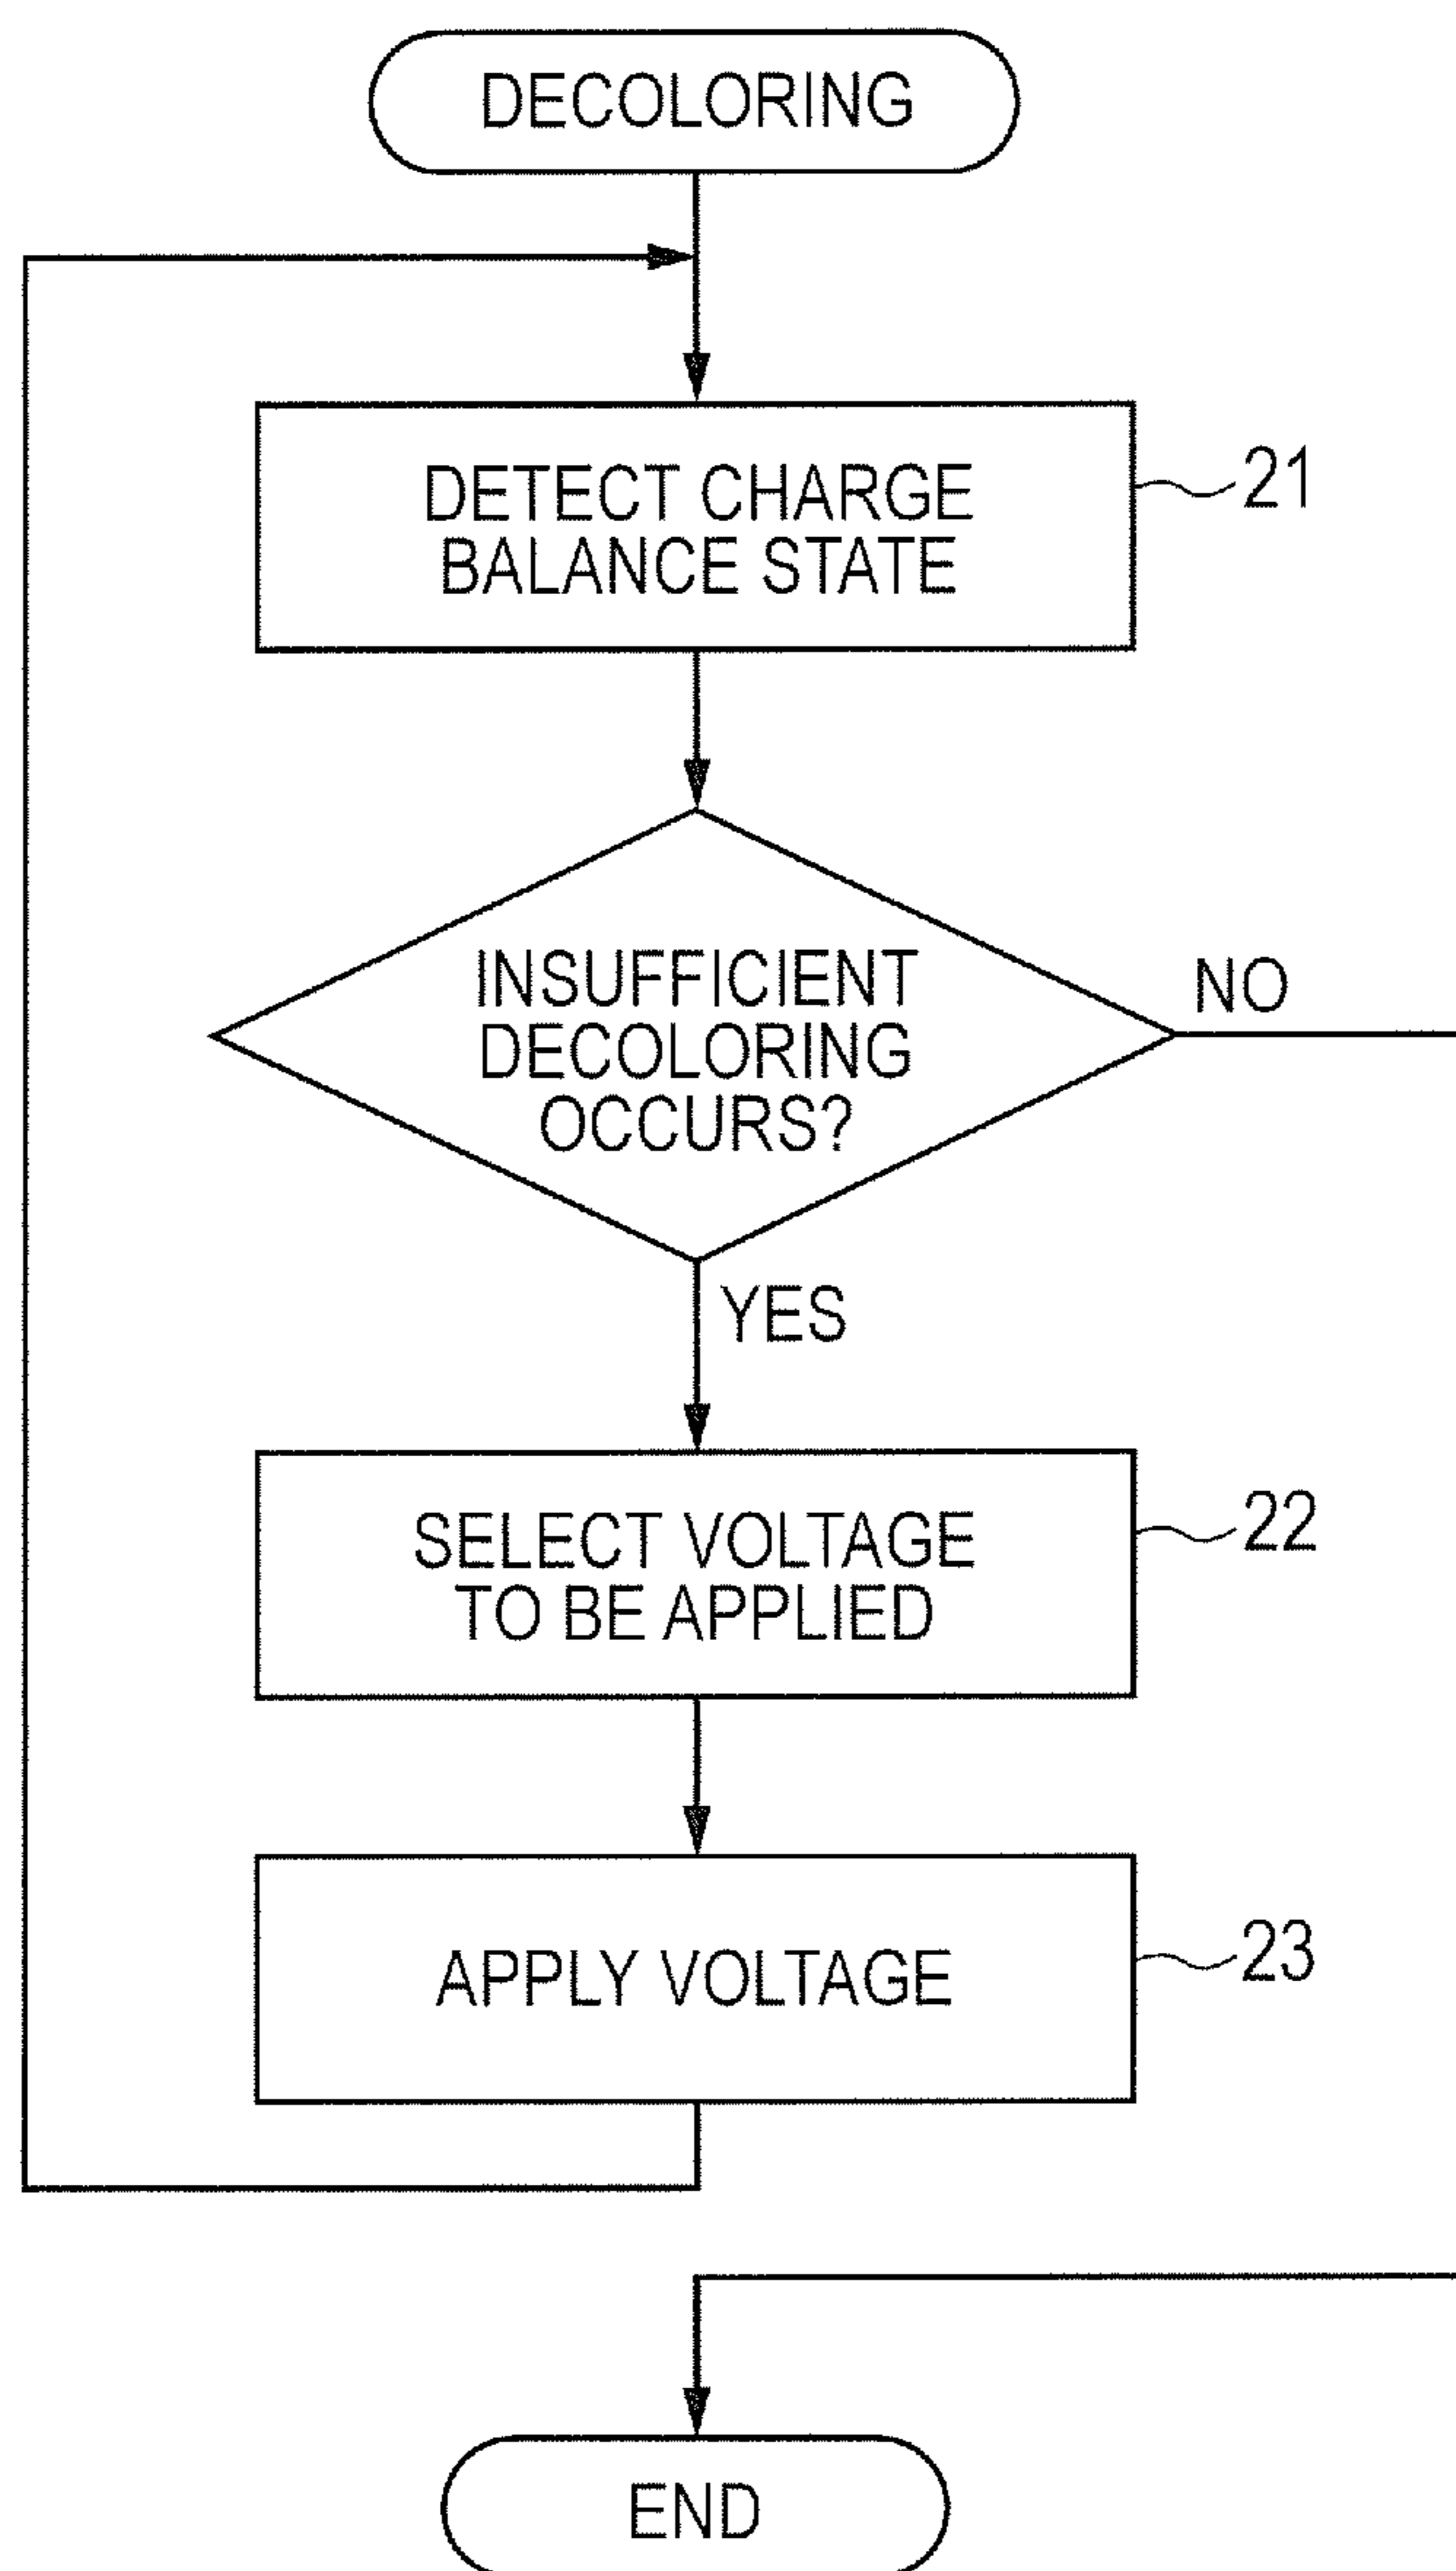 DECOLORING
DETECT CHARGE
BALANCE STATE
21
INSUFFICIENT
DECOLORING
OCCURS?
NO
YES
SELECT VOLTAGE
TO BE APPLIED
22
APPLY VOLTAGE
23
END